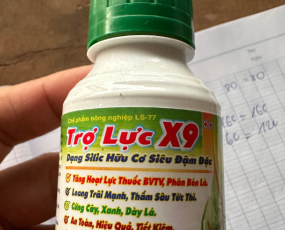 Chế phẩm nông nghiệp LS-77
Trợ Lực X9
Dạng Silic Hữu Cơ Siêu Đậm Đặc
Tăng Hoạt Lực Thuốc BVTV, Phân Bón Lá.
Loang Trải Mạnh, Thấm Sâu Tức Thì.
Cứng Cây, Xanh, Dày Lá.
An Toàn, Hiệu Quả, Tiết Kiệm.